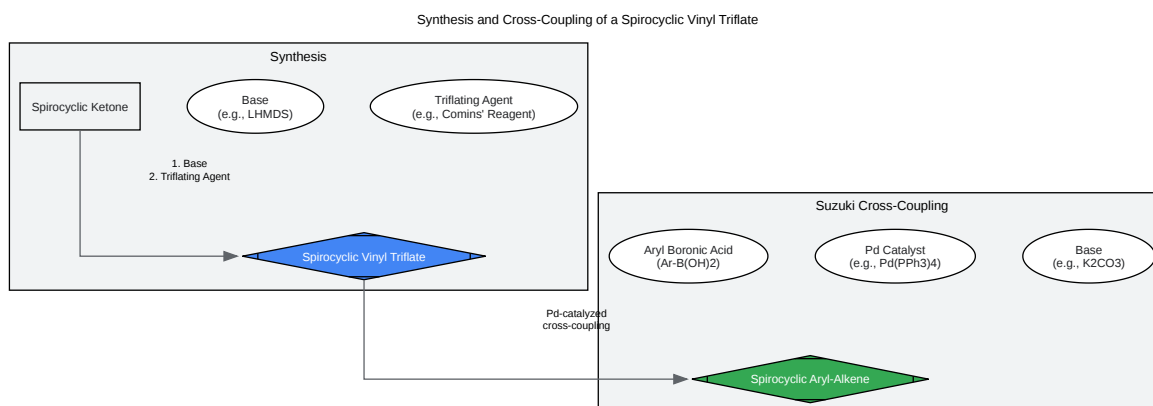 Synthesis and Cross-Coupling of a Spirocyclic Vinyl Triflate
Synthesis
Spirocyclic Ketone
Base
(e.g., LHMDS)
Triflating Agent
(e.g., Comins' Reagent)
1. Base
2. Triflating Agent
Spirocyclic Vinyl Triflate
Suzuki Cross-Coupling
Aryl Boronic Acid
(Ar-B(OH)2)
Pd Catalyst
(e.g., Pd(PPh3)4)
Base
(e.g., K2CO3)
Pd-catalyzed
cross-coupling
Spirocyclic Aryl-Alkene